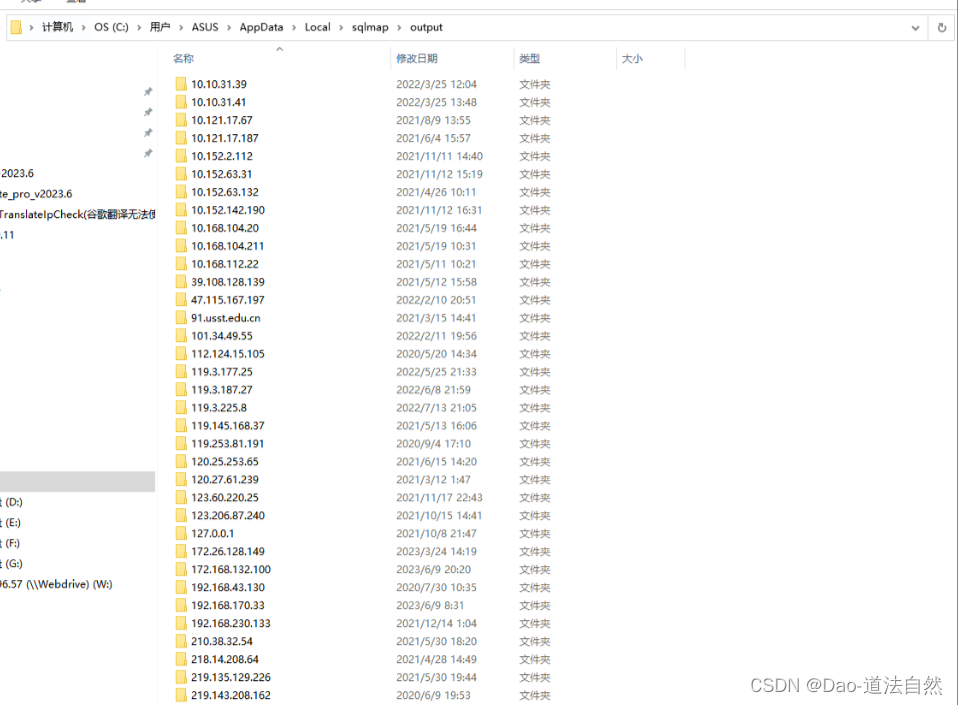 计算机 › OS (C:) › 用户 › ASUS › AppData › Local › sqlmap › output
名称 修改日期 类型 大小
10.10.31.39 2022/3/25 12:04 文件夹
10.10.31.41 2022/3/25 13:48 文件夹
10.121.17.67 2021/8/9 13:55 文件夹
10.121.17.187 2021/6/4 15:57 文件夹
10.152.2.112 2021/11/11 14:40 文件夹
10.152.63.31 2021/11/12 15:19 文件夹
10.152.63.132 2021/4/26 10:11 文件夹
10.152.142.190 2021/11/12 16:31 文件夹
10.168.104.20 2021/5/19 16:44 文件夹
10.168.104.211 2021/5/19 10:31 文件夹
10.168.112.22 2021/5/11 10:21 文件夹
39.108.128.139 2021/5/12 15:58 文件夹
47.115.167.197 2022/2/10 20:51 文件夹
91.usst.edu.cn 2021/3/15 14:41 文件夹
101.34.49.55 2022/2/11 19:56 文件夹
112.124.15.105 2020/5/20 14:34 文件夹
119.3.177.25 2022/5/25 21:33 文件夹
119.3.187.27 2022/6/8 21:59 文件夹
119.3.225.8 2022/7/13 21:05 文件夹
119.145.168.37 2021/5/13 16:06 文件夹
119.253.81.191 2020/9/4 17:10 文件夹
120.25.253.65 2021/6/15 14:20 文件夹
120.27.61.239 2021/3/12 1:47 文件夹
123.60.220.25 2021/11/17 22:43 文件夹
123.206.87.240 2021/10/15 14:41 文件夹
127.0.0.1 2021/10/8 21:47 文件夹
172.26.128.149 2023/3/24 14:19 文件夹
172.168.132.100 2023/6/9 20:20 文件夹
192.168.43.130 2020/7/30 10:35 文件夹
192.168.170.33 2023/6/9 8:31 文件夹
192.168.230.133 2021/12/14 1:04 文件夹
210.38.32.54 2021/5/30 18:20 文件夹
218.14.208.64 2021/4/28 14:49 文件夹
219.135.129.226 2021/5/30 19:44 文件夹
219.143.208.162 2020/6/9 19:53 文件夹
2023.6
te_pro_v2023.6
TranslateIpCheck(谷歌翻译无法使
.11
(D:)
(E:)
(F:)
(G:)
96.57 (\\Webdrive) (W:)
CSDN @Dao-道法自然